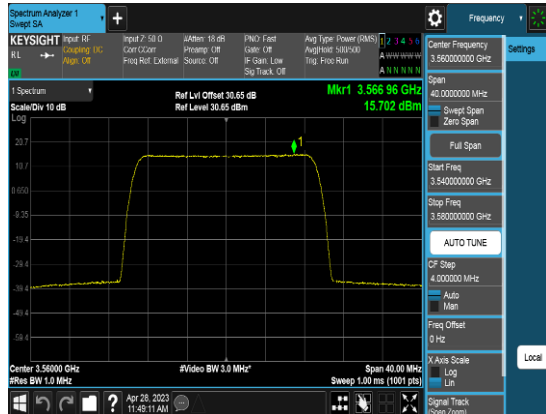 Spectrum Analyzer 1
Swept SA
+
Frequency
KEYSIGHT
RL
Input: RF
Coupling: DC
Align: Off
Input Z: 50 Ω
Corr CCorr
Freq Ref: External
#Atten: 18 dB
Preamp: Off
Source: Off
PNO: Fast
Gate: Off
IF Gain: Low
Sig Track: Off
Avg Type: Power (RMS)
Avg|Hold: 500/500
Trig: Free Run
1 2 3 4 5 6
A W W W W W
A N N N N N
1 Spectrum
Scale/Div 10 dB
Log
Ref Lvl Offset 30.65 dB
Ref Level 30.65 dBm
Mkr1 3.566 96 GHz
15.702 dBm
1
20.7
10.7
0.650
-9.35
-19.4
-29.4
-39.4
-49.4
-59.4
Center 3.56000 GHz
#Res BW 1.0 MHz
#Video BW 3.0 MHz*
Span 40.00 MHz
Sweep 1.00 ms (1001 pts)
Center Frequency
3.560000000 GHz
Span
40.0000000 MHz
Swept Span
Zero Span
Full Span
Start Freq
3.540000000 GHz
Stop Freq
3.580000000 GHz
AUTO TUNE
CF Step
4.000000 MHz
Auto
Man
Freq Offset
0 Hz
X Axis Scale
Log
Lin
Signal Track
(Span Zoom)
Settings
Local
?
Apr 28, 2023
11:49:11 AM